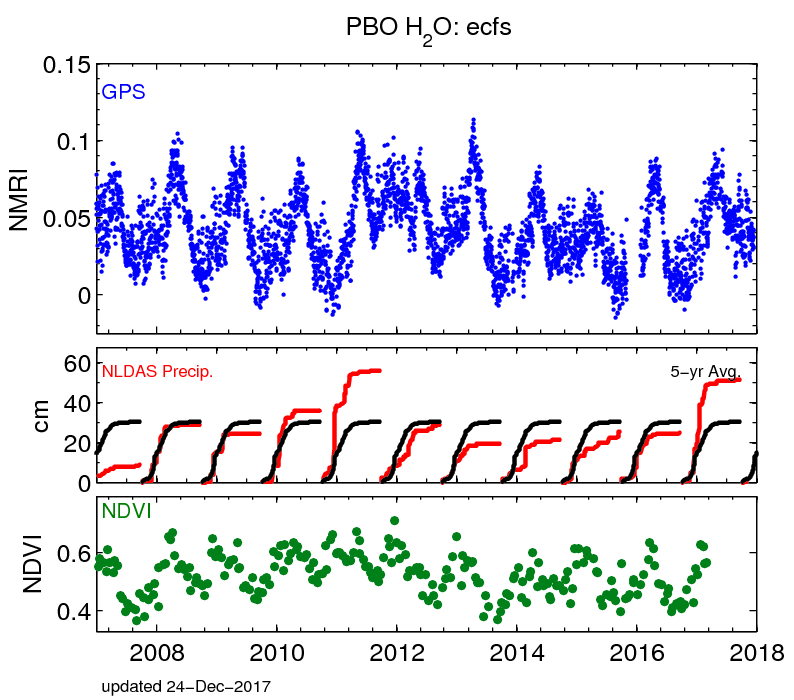 PBO H2O: ecfs
0.15
GPS
0.1
NMRI
0.05
0
60
NLDAS Precip.
5-yr Avg.
40
cm
20
0
NDVI
0.6
NDVI
0.4
2008 2010 2012 2014 2016 2018
updated 24-Dec-2017